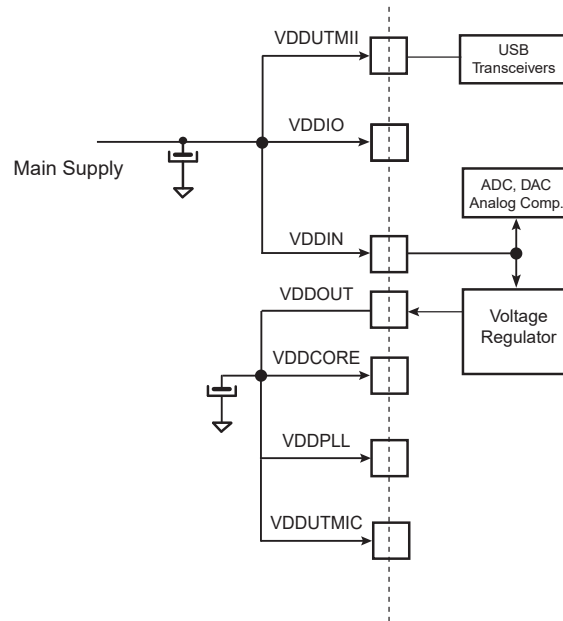 VDDUTMII
USB
Transceivers
VDDIO
Main Supply
ADC, DAC
Analog Comp.
VDDIN
VDDOUT
Voltage
Regulator
VDDCORE
VDDPLL
VDDUTMIC